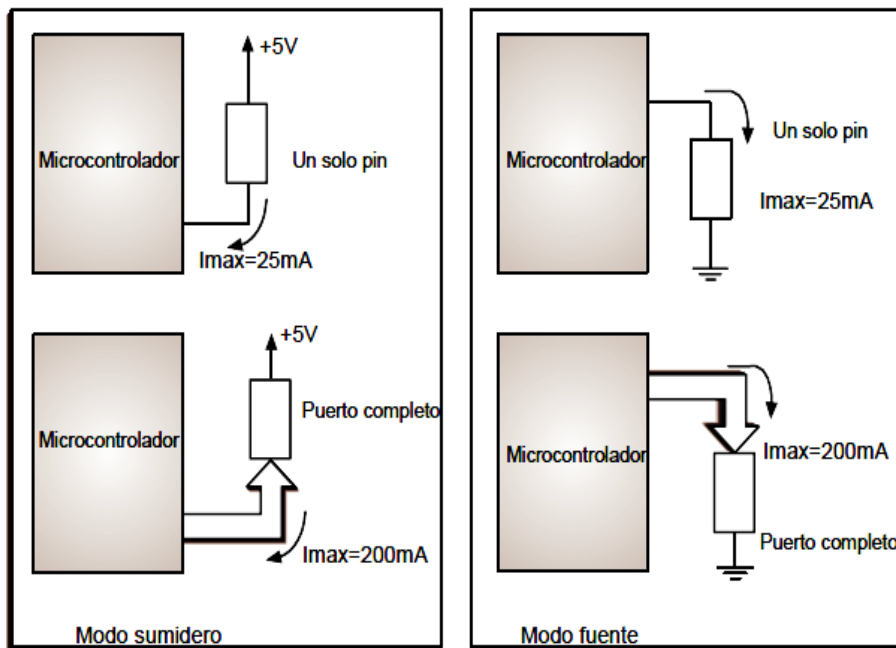 +5V
Microcontrolador
Un solo pin
Imax=25mA
+5V
Puerto completo
Microcontrolador
Imax=200mA
Modo sumidero
Un solo pin
Microcontrolador
Imax=25mA
Imax=200mA
Microcontrolador
Puerto completo
Modo fuente